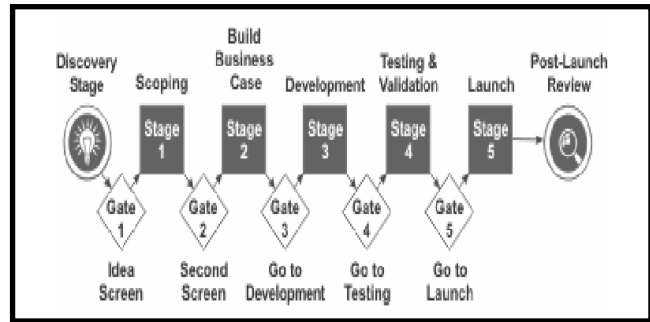 Discovery
Stage
Scoping
Build
Business
Case
Development
Testing &
Validation
Launch
Post-Launch
Review
Stage
1
Stage
2
Stage
3
Stage
4
Stage
5
Gate
1
Gate
2
Gate
3
Gate
4
Gate
5
Idea
Screen
Second
Screen
Go to
Development
Go to
Testing
Go to
Launch